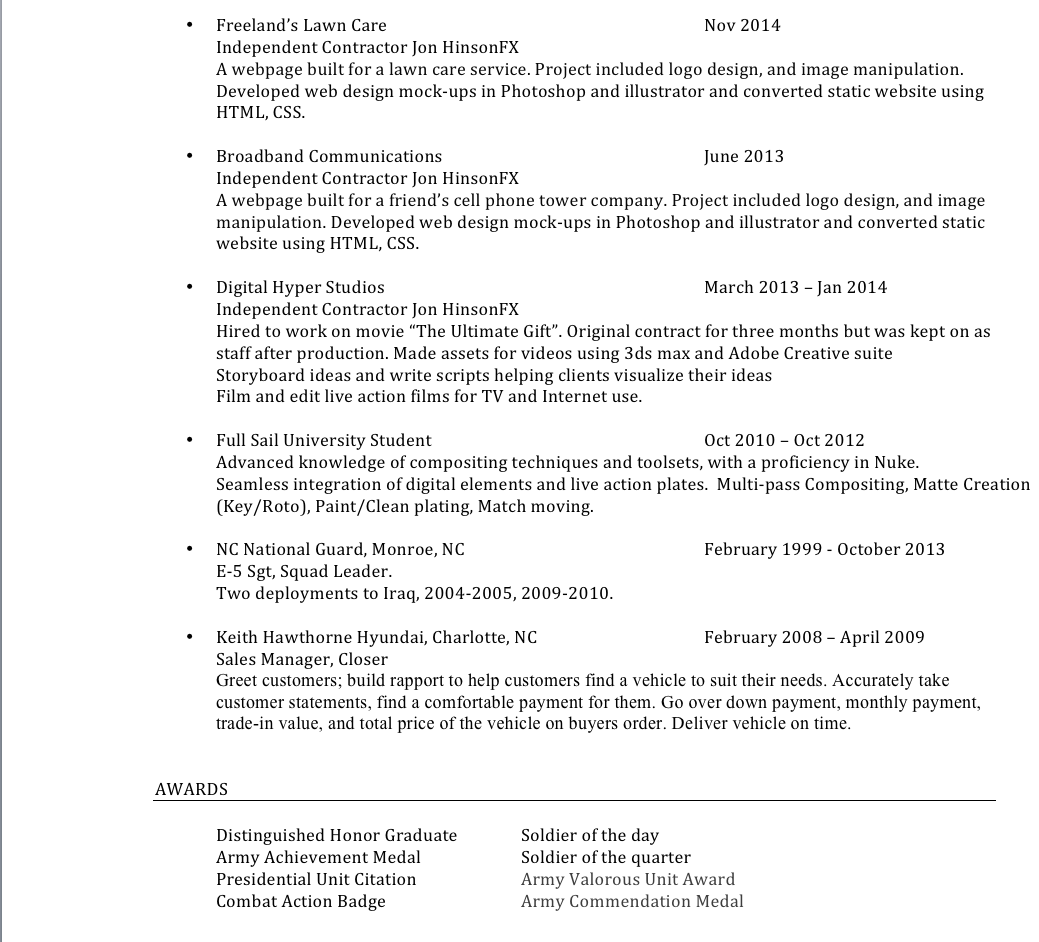 • Freeland’s Lawn Care Nov 2014
Independent Contractor Jon HinsonFX
A webpage built for a lawn care service. Project included logo design, and image manipulation.
Developed web design mock-ups in Photoshop and illustrator and converted static website using
HTML, CSS.
• Broadband Communications June 2013
Independent Contractor Jon HinsonFX
A webpage built for a friend’s cell phone tower company. Project included logo design, and image
manipulation. Developed web design mock-ups in Photoshop and illustrator and converted static
website using HTML, CSS.
• Digital Hyper Studios March 2013 – Jan 2014
Independent Contractor Jon HinsonFX
Hired to work on movie “The Ultimate Gift”. Original contract for three months but was kept on as
staff after production. Made assets for videos using 3ds max and Adobe Creative suite
Storyboard ideas and write scripts helping clients visualize their ideas
Film and edit live action films for TV and Internet use.
• Full Sail University Student Oct 2010 – Oct 2012
Advanced knowledge of compositing techniques and toolsets, with a proficiency in Nuke.
Seamless integration of digital elements and live action plates.  Multi-pass Compositing, Matte Creation
(Key/Roto), Paint/Clean plating, Match moving.
• NC National Guard, Monroe, NC February 1999 - October 2013
E-5 Sgt, Squad Leader.
Two deployments to Iraq, 2004-2005, 2009-2010.
• Keith Hawthorne Hyundai, Charlotte, NC February 2008 – April 2009
Sales Manager, Closer
Greet customers; build rapport to help customers find a vehicle to suit their needs. Accurately take
customer statements, find a comfortable payment for them. Go over down payment, monthly payment,
trade-in value, and total price of the vehicle on buyers order. Deliver vehicle on time.
AWARDS
Distinguished Honor Graduate Soldier of the day
Army Achievement Medal Soldier of the quarter
Presidential Unit Citation Army Valorous Unit Award
Combat Action Badge Army Commendation Medal